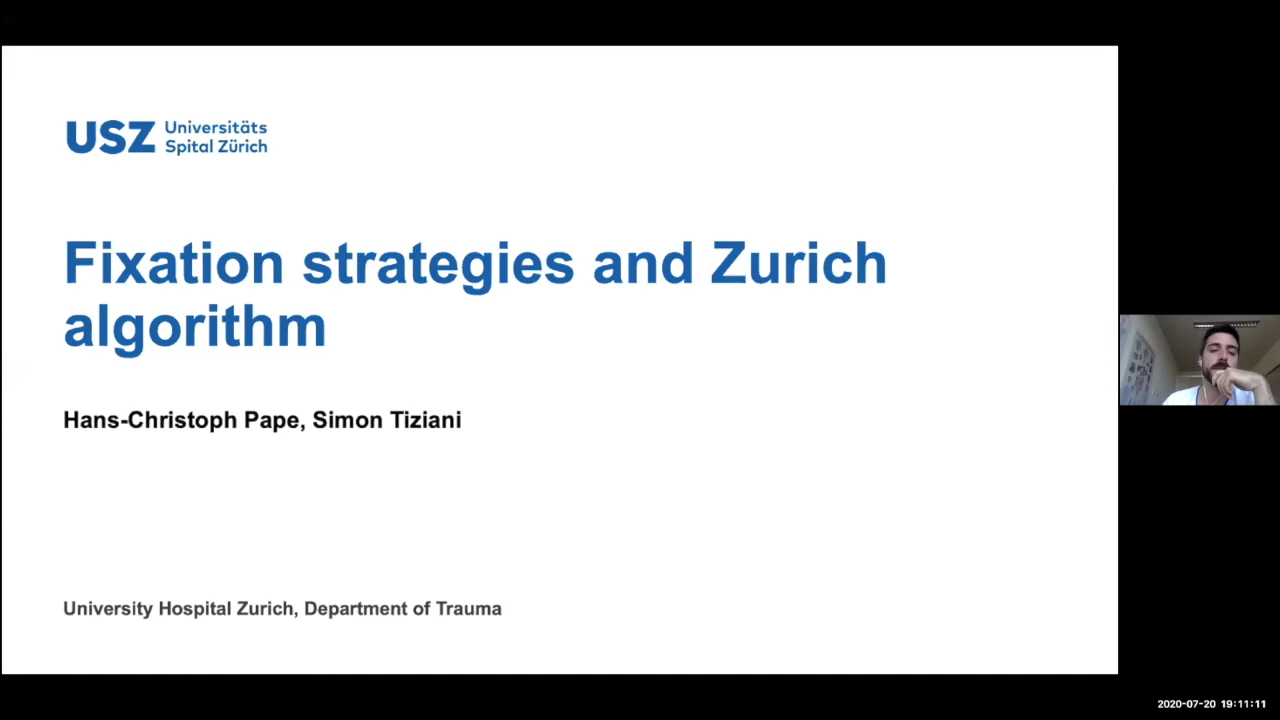 USZ Universitäts
Spital Zürich
Fixation strategies and Zurich
algorithm
Hans-Christoph Pape, Simon Tiziani
University Hospital Zurich, Department of Trauma
2020-07-20 19:11:11